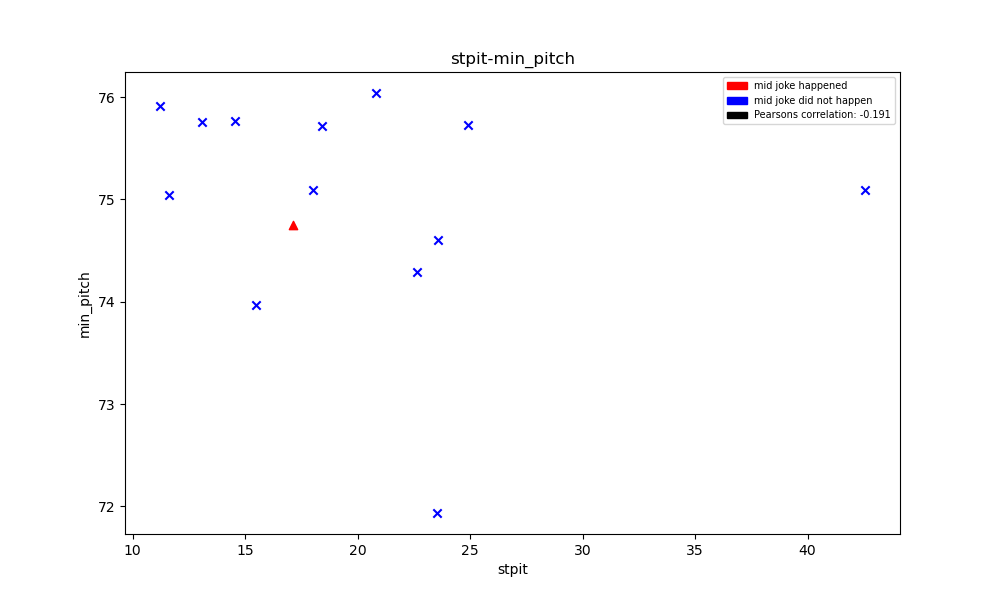 stpit-min_pitch
mid joke happened
mid joke did not happen
Pearsons correlation: -0.191
min_pitch
76
75
74
73
72
10 15 20 25 30 35 40
stpit